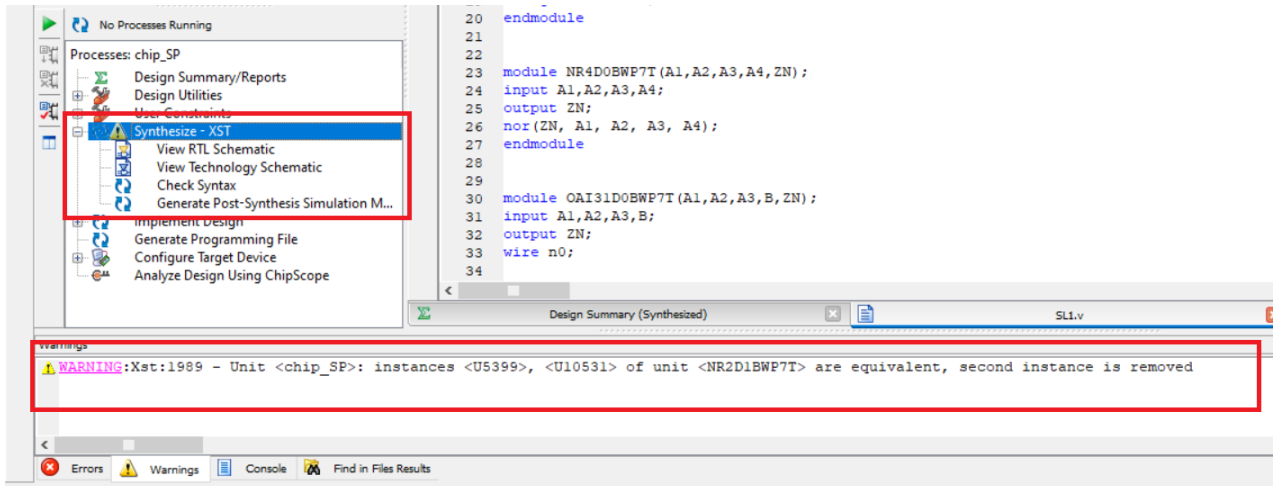 No Processes Running
Processes: chip_SP
Design Summary/Reports
Design Utilities
User Constraints
Synthesize - XST
View RTL Schematic
View Technology Schematic
Check Syntax
Generate Post-Synthesis Simulation M...
Implement Design
Generate Programming File
Configure Target Device
Analyze Design Using ChipScope
20 endmodule
21
22
23 module NR4D0BWP7T(A1,A2,A3,A4,ZN);
24 input A1,A2,A3,A4;
25 output ZN;
26 nor(ZN, A1, A2, A3, A4);
27 endmodule
28
29
30 module OAI31D0BWP7T(A1,A2,A3,B,ZN);
31 input A1,A2,A3,B;
32 output ZN;
33 wire n0;
34
Design Summary (Synthesized)
SL1.v
Warnings
WARNING:Xst:1989 - Unit <chip_SP>: instances <U5399>, <U10531> of unit <NR2D1BWP7T> are equivalent, second instance is removed
Errors Warnings Console Find in Files Results